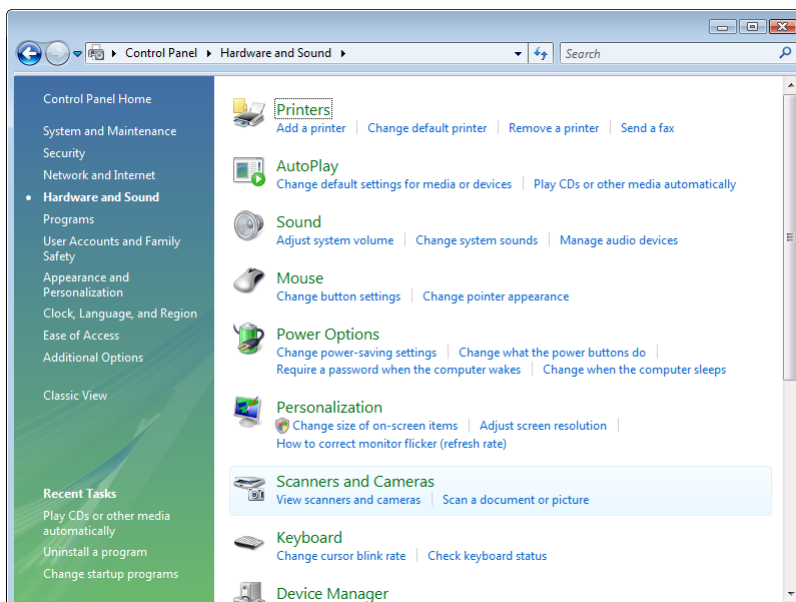 Control Panel Hardware and Sound Search
Control Panel Home
System and Maintenance
Security
Network and Internet
Hardware and Sound
Programs
User Accounts and Family
Safety
Appearance and
Personalization
Clock, Language, and Region
Ease of Access
Additional Options
Classic View
Recent Tasks
Play CDs or other media
automatically
Uninstall a program
Change startup programs
Printers
Add a printer Change default printer Remove a printer Send a fax
AutoPlay
Change default settings for media or devices Play CDs or other media automatically
Sound
Adjust system volume Change system sounds Manage audio devices
Mouse
Change button settings Change pointer appearance
Power Options
Change power-saving settings Change what the power buttons do
Require a password when the computer wakes Change when the computer sleeps
Personalization
Change size of on-screen items Adjust screen resolution
How to correct monitor flicker (refresh rate)
Scanners and Cameras
View scanners and cameras Scan a document or picture
Keyboard
Change cursor blink rate Check keyboard status
Device Manager